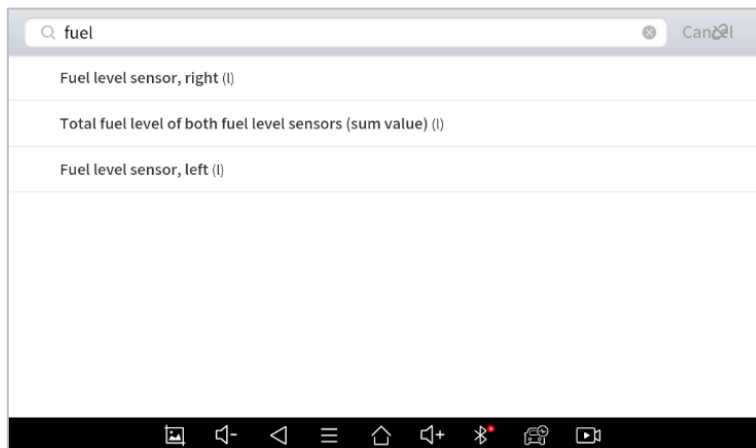 fuel
Cancel
Fuel level sensor, right (l)
Total fuel level of both fuel level sensors (sum value) (l)
Fuel level sensor, left (l)